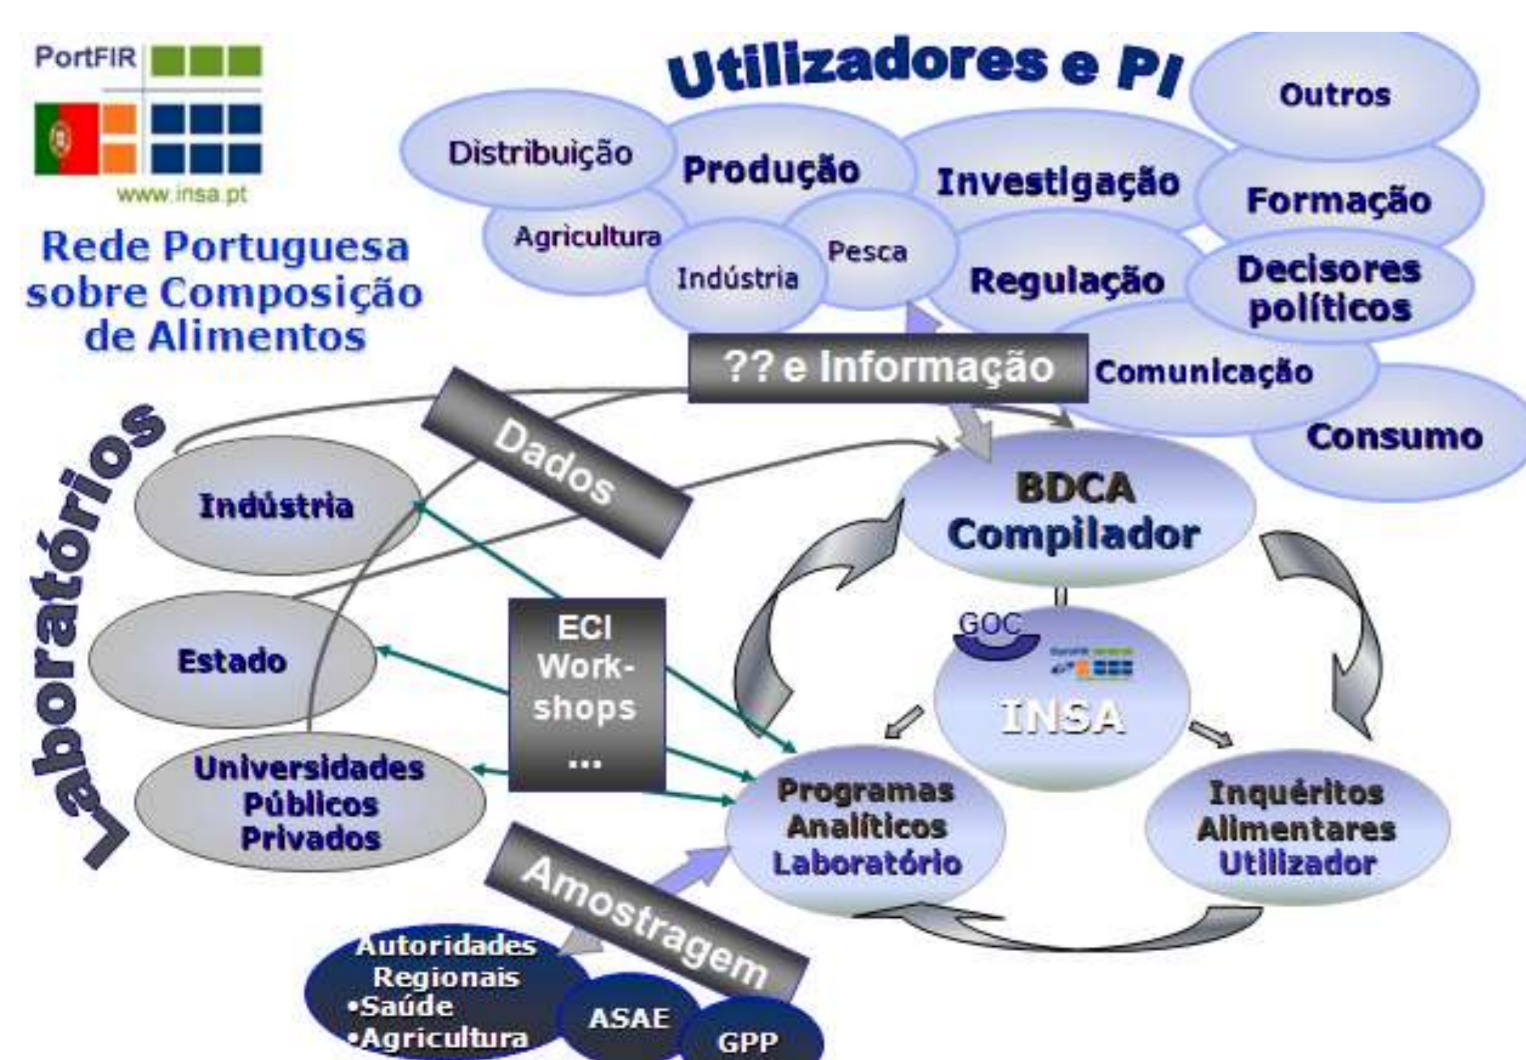 PortFIR
www.insa.pt
Rede Portuguesa
sobre Composição
de Alimentos
Utilizadores e PI
Outros
Distribuição
Produção
Investigação
Formação
Agricultura
Indústria
Pesca
Regulação
Decisores
políticos
?? e Informação
Comunicação
Consumo
Laboratórios
Dados
Indústria
BDCA
Compilador
Estado
ECI
Work-
shops
...
GOC
PortFIR
INSA
Universidades
Públicos
Privados
Programas
Analíticos
Laboratório
Inquéritos
Alimentares
Utilizador
Amostragem
Autoridades
Regionais
•Saúde
•Agricultura
ASAE
GPP